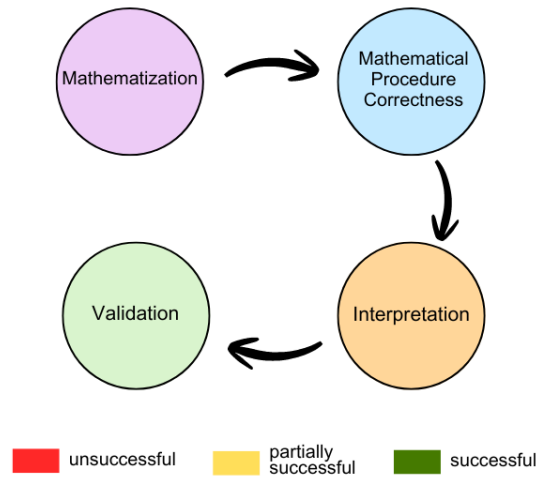 Mathematization
Mathematical
Procedure
Correctness
Validation
Interpretation
unsuccessful
partially
successful
successful